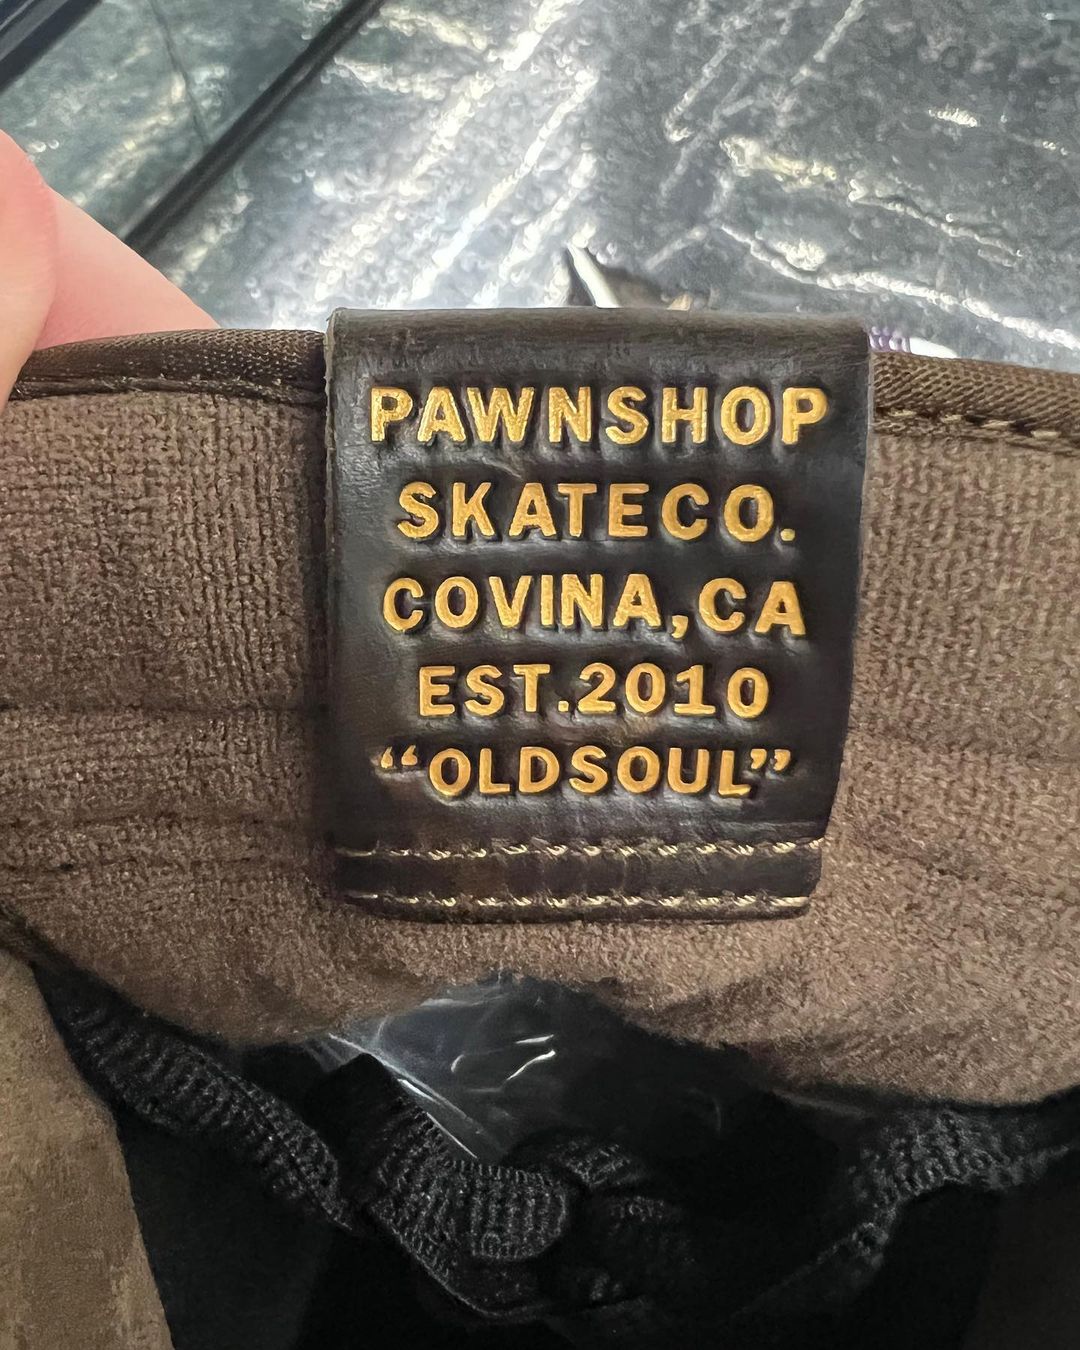 PAWNSHOP
SKATECO.
COVINA,CA
EST.2010
“OLDSOUL”